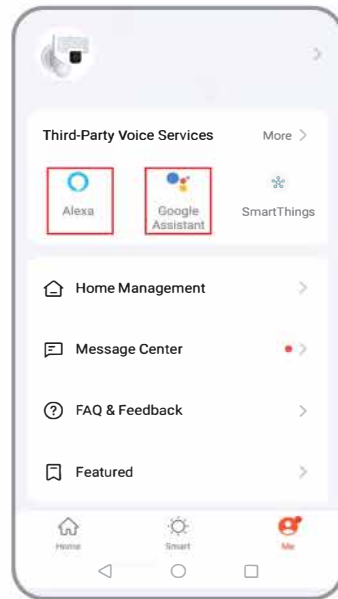 Third-Party Voice Services More
Alexa Google Assistant SmartThings
Home Management
Message Center
FAQ & Feedback
Featured
Home Smart Me